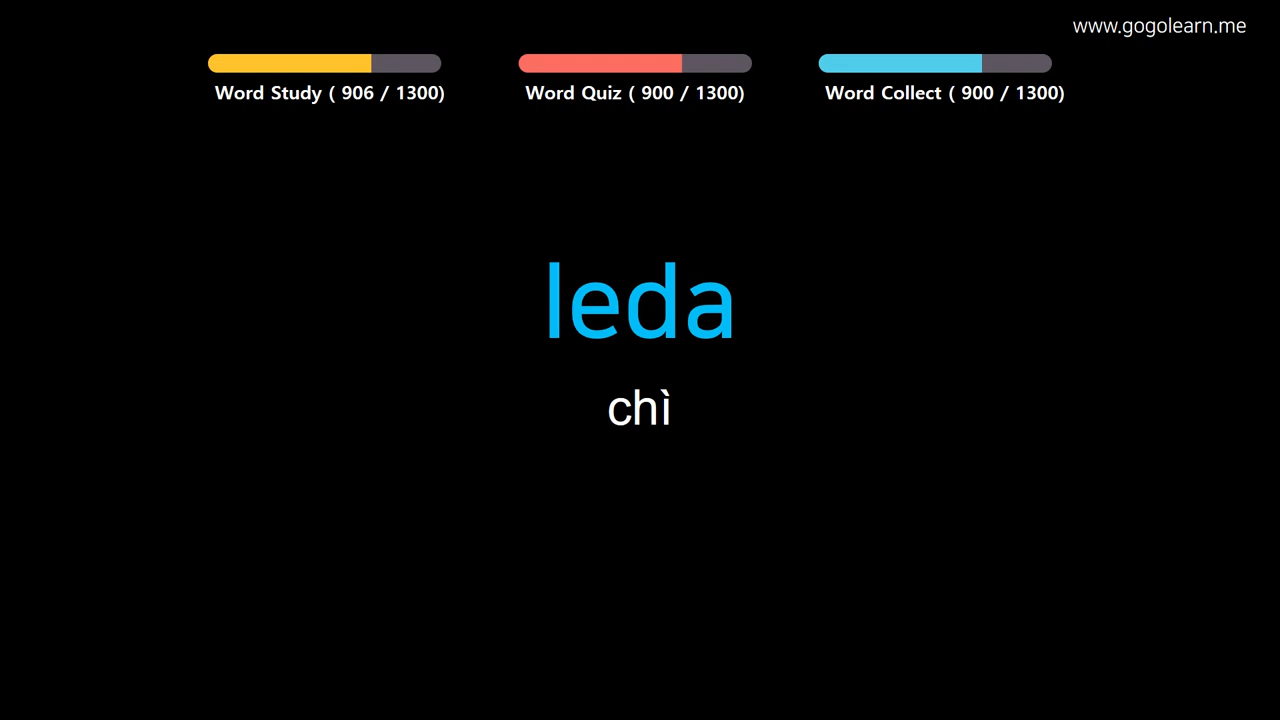 www.gogolearn.me
Word Study ( 906 / 1300)
Word Quiz ( 900 / 1300)
Word Collect ( 900 / 1300)
leda
chì